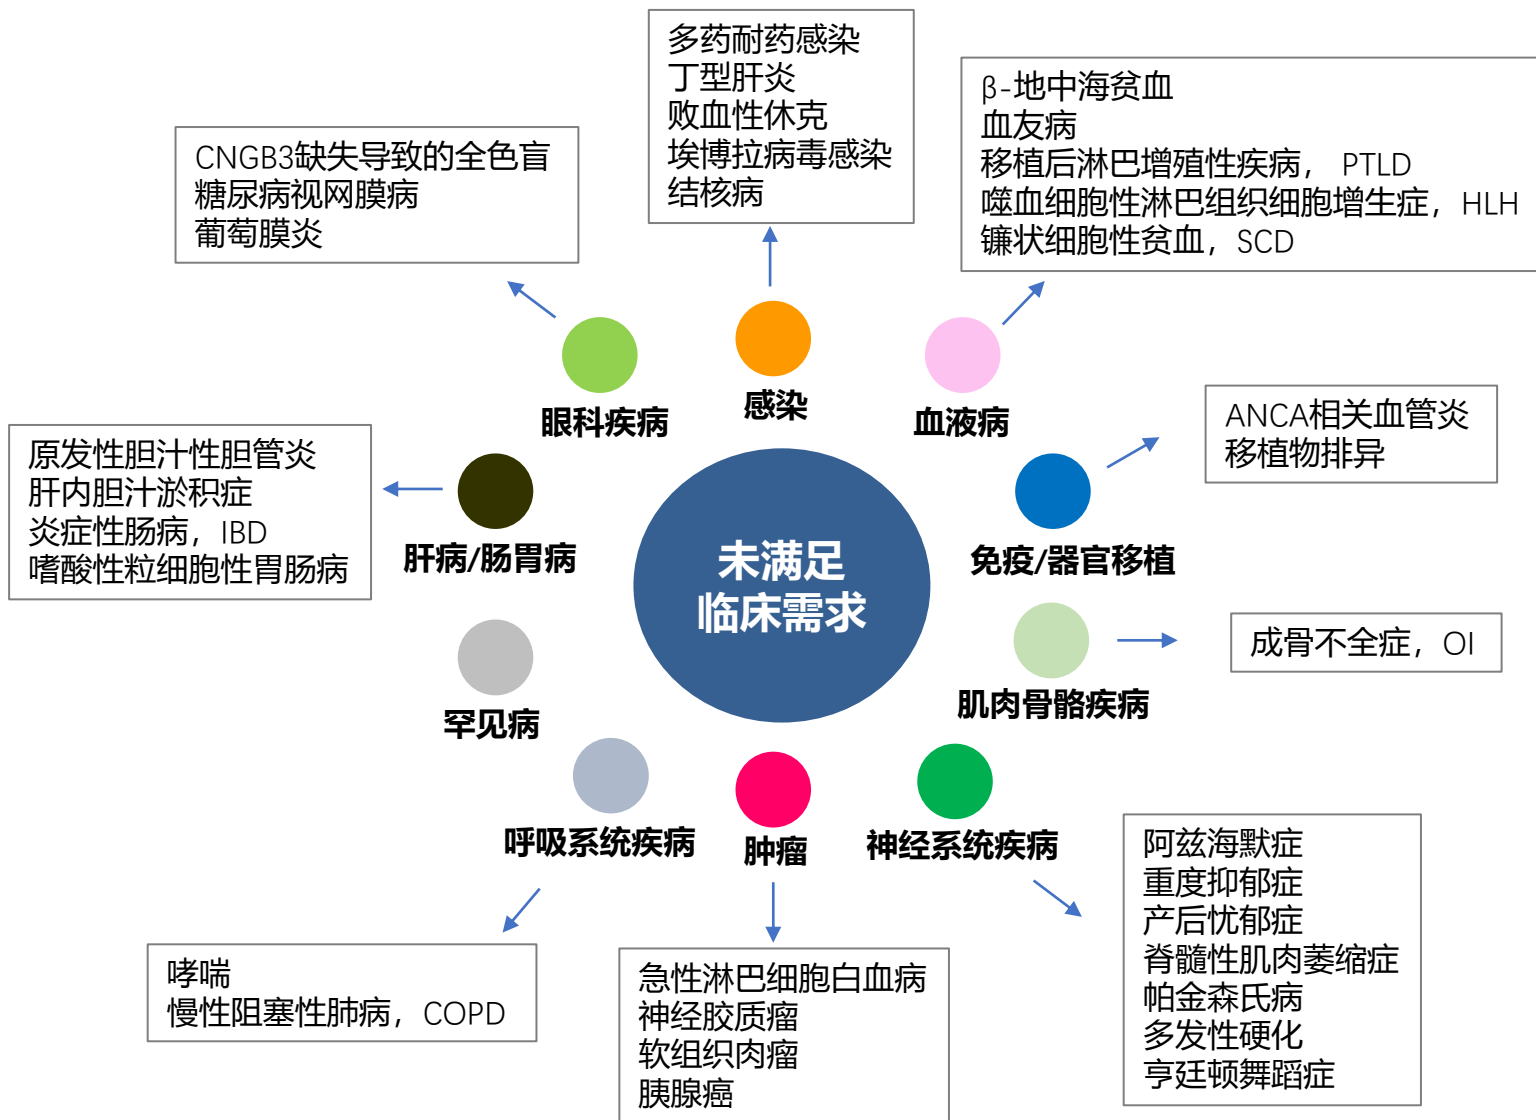 多药耐药感染
丁型肝炎
败血性休克
埃博拉病毒感染
结核病
β-地中海贫血
血友病
移植后淋巴增殖性疾病，PTLD
噬血细胞性淋巴组织细胞增生症，HLH
镰状细胞性贫血，SCD
CNGB3缺失导致的全色盲
糖尿病视网膜病
葡萄膜炎
眼科疾病
感染
血液病
ANCA相关血管炎
移植物排异
原发性胆汁性胆管炎
肝内胆汁淤积症
炎症性肠病，IBD
嗜酸性粒细胞性胃肠病
肝病/肠胃病
未满足
临床需求
免疫/器官移植
成骨不全症，OI
肌肉骨骼疾病
罕见病
呼吸系统疾病
肿瘤
神经系统疾病
哮喘
慢性阻塞性肺病，COPD
急性淋巴细胞白血病
神经胶质瘤
软组织肉瘤
胰腺癌
阿兹海默症
重度抑郁症
产后忧郁症
脊髓性肌肉萎缩症
帕金森氏病
多发性硬化
亨廷顿舞蹈症